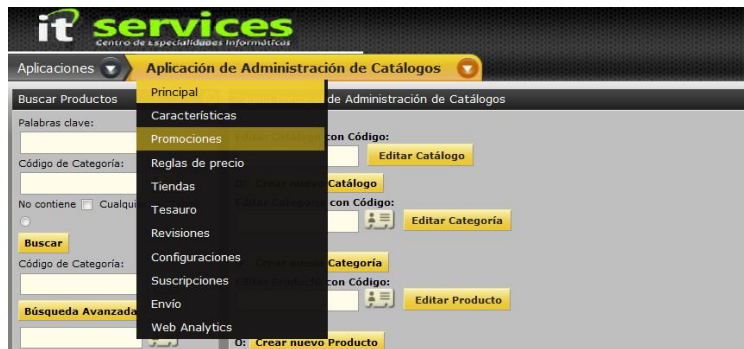 it services
Centro de Especialidades Informáticas
Aplicaciones
Aplicación de Administración de Catálogos
Buscar Productos
de Administración de Catálogos
Palabras clave:
Código de Categoría:
No contiene
Buscar
Código de Categoría:
Búsqueda Avanzada
Principal
Características
Promociones
Reglas de precio
Tiendas
Tesauro
Revisiones
Configuraciones
Suscripciones
Envío
Web Analytics
con Código:
Editar Catálogo
Catálogo
con Código:
Editar Categoría
Categoría
con Código:
Editar Producto
O: Crear nuevo Producto